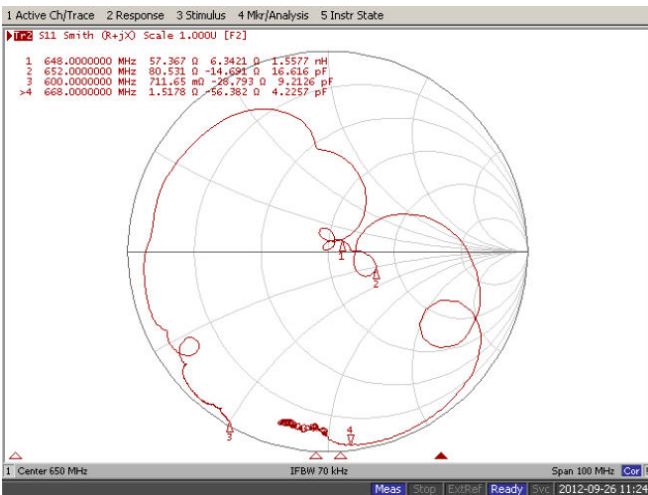 1 Active Ch/Trace 2 Response 3 Stimulus 4 Mkr/Analysis 5 Instr State
Tr2 S11 Smith (R+jX) Scale 1.000U [F2]
1 648.0000000 MHz 57.367 Ω 6.3421 Ω 1.5577 nH
2 652.0000000 MHz 80.531 Ω -14.691 Ω 16.616 pF
3 600.0000000 MHz 711.65 mΩ -28.793 Ω 9.2126 pF
>4 668.0000000 MHz 1.5178 Ω -56.382 Ω 4.2257 pF
1
2
4
3
1 Center 650 MHz IFBW 70 kHz Span 100 MHz Cor !
Meas Stop ExtRef Ready Svc 2012-09-26 11:24